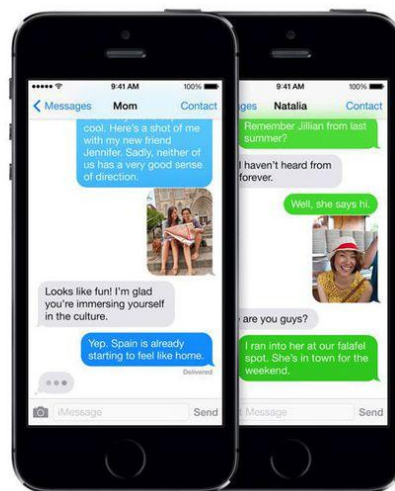 9:41 AM 100%
Messages Mom Contact
cool. Here's a shot of me
with my new friend
Jennifer. Sadly, neither of
us has a very good sense
of direction.
Looks like fun! I'm glad
you're immersing yourself
in the culture.
Yep. Spain is already
starting to feel like home.
Delivered
iMessage Send
9:41 AM 100%
ges Natalia Contact
Remember Jillian from last
summer?
I haven't heard from
forever.
Well, she says hi.
are you guys?
I ran into her at our falafel
spot. She's in town for the
weekend.
t Message Send